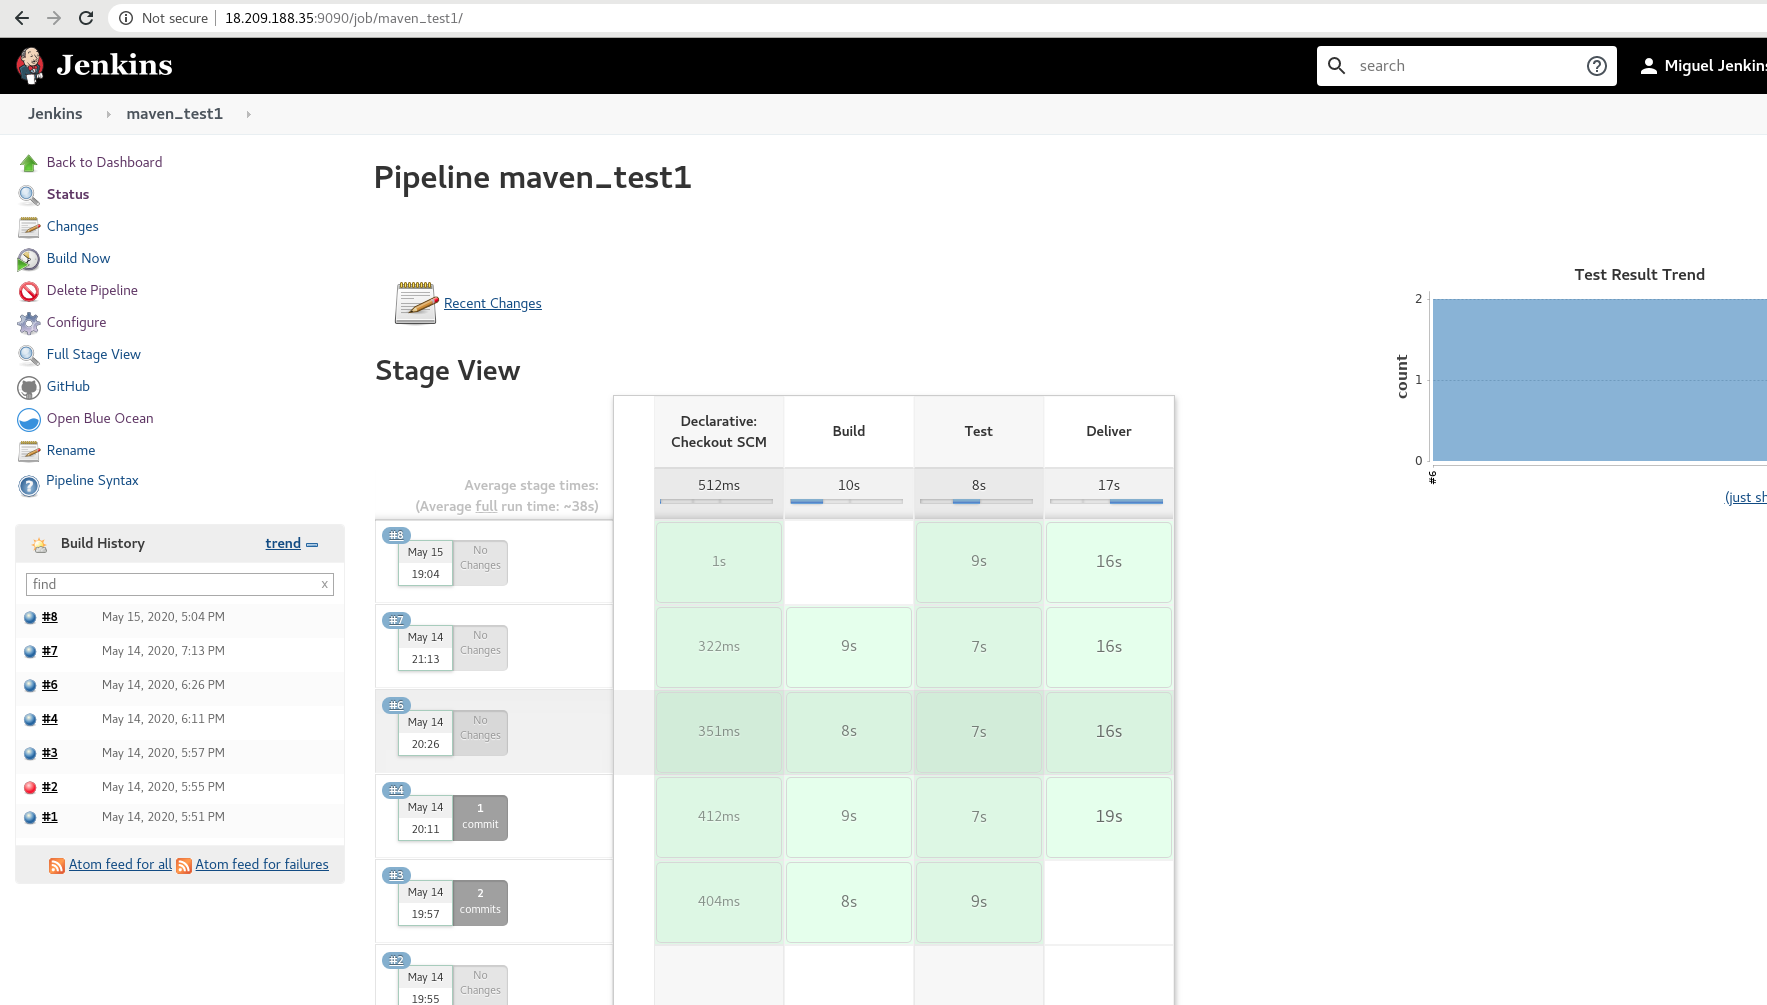 Not secure 18.209.188.35:9090/job/maven_test1/
Jenkins
search
Miguel Jenkins
Jenkins
maven_test1
Back to Dashboard
Status
Changes
Build Now
Delete Pipeline
Configure
Full Stage View
GitHub
Open Blue Ocean
Rename
Pipeline Syntax
Build History trend
find x
#8 May 15, 2020, 5:04 PM
#7 May 14, 2020, 7:13 PM
#6 May 14, 2020, 6:26 PM
#4 May 14, 2020, 6:11 PM
#3 May 14, 2020, 5:57 PM
#2 May 14, 2020, 5:55 PM
#1 May 14, 2020, 5:51 PM
Atom feed for all Atom feed for failures
Pipeline maven_test1
Recent Changes
Stage View
Declarative:
Checkout SCM
Build
Test
Deliver
Average stage times:
(Average full run time: ~38s)
512ms
10s
8s
17s
#8
May 15
19:04
No
Changes
1s
9s
16s
#7
May 14
21:13
No
Changes
322ms
9s
7s
16s
#6
May 14
20:26
No
Changes
351ms
8s
7s
16s
#4
May 14
20:11
1
commit
412ms
9s
7s
19s
#3
May 14
19:57
2
commits
404ms
8s
9s
#2
May 14
19:55
No
Changes
Test Result Trend
count
2
1
0
#6
(just sh